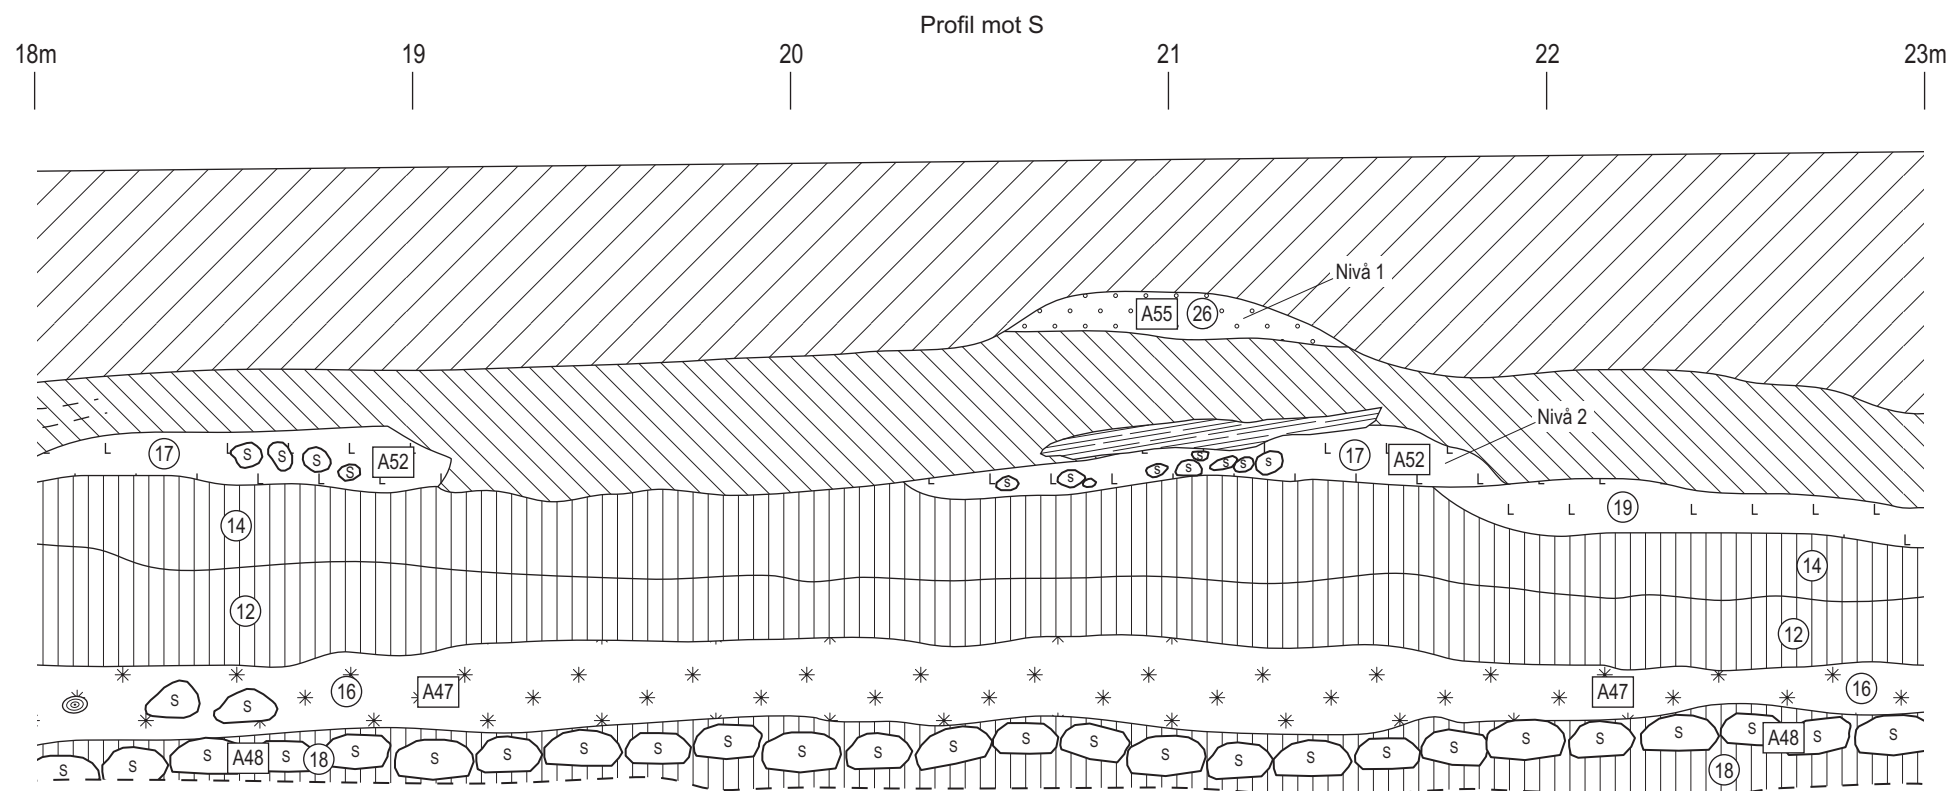 Profil mot S
18m 19 20 21 22 23m
Nivå 1
A55 26
Nivå 2
17 L L S S S S L A52 L L L L L L
L S S S S S S S S L L 17 L A52 L L L L L
L L L 19 L L L L L
14 14
12 12
S S 16 A47 A47 16
S S S A48 S 18 S S S S S S S S S S S S S S S S S S S A48 S S
18